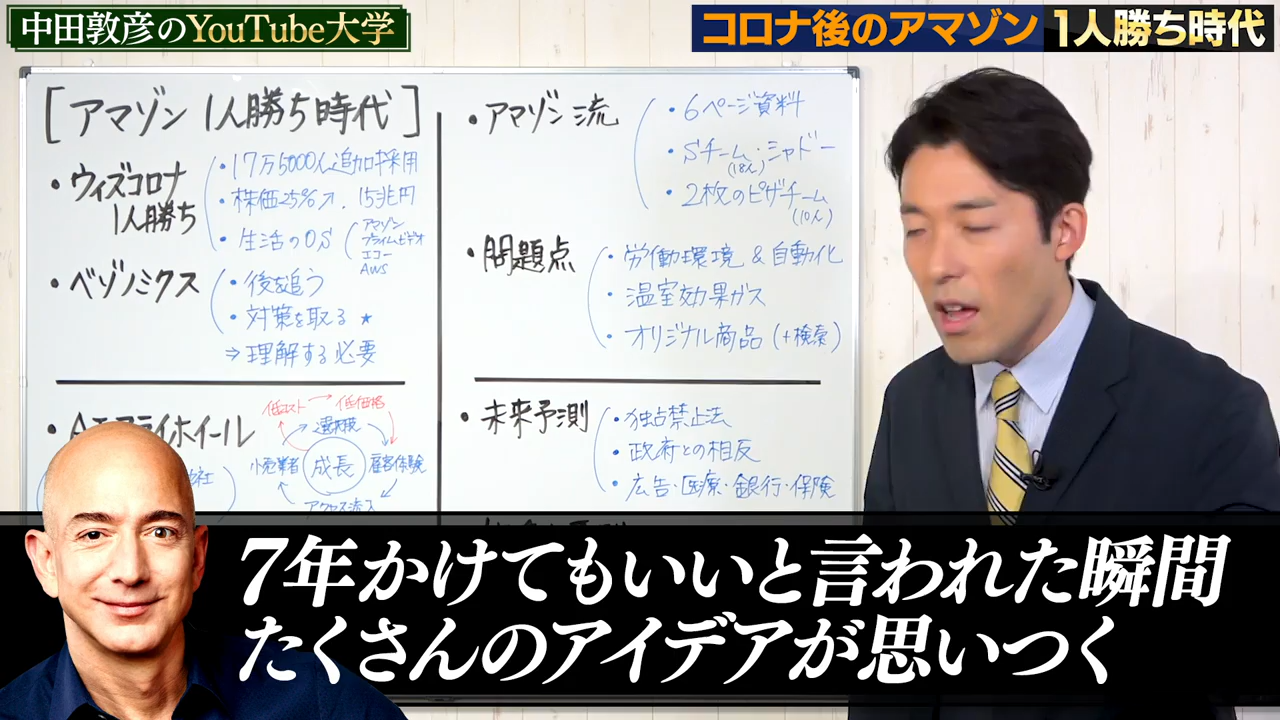 中田敦彦のYouTube大学
コロナ後のアマゾン 1人勝ち時代
[アマゾン 1人勝ち時代]
・ウィズコロナ
1人勝ち
・17万5000人追加採用
・株価25%↗. 153兆円
・生活のOS
アマゾン
プライムビデオ
エコー
AWS
・ベゾノミクス
・後を追う
・対策を取る ★
⇒理解する必要
・AIフライホイール
低コスト → 低価格
選択肢
小売業者
成長
顧客体験
アクセス流入
・アマゾン流
・6ページ資料
・Sチーム・シャドー
(18人)
・2枚のピザチーム
(10人)
・問題点
・労働環境 & 自動化
・温室効果ガス
・オリジナル商品 (+検索)
・未来予測
・独占禁止法
・政府との相反
・広告・医療・銀行・保険
7年かけてもいいと言われた瞬間
たくさんのアイデアが思いつく